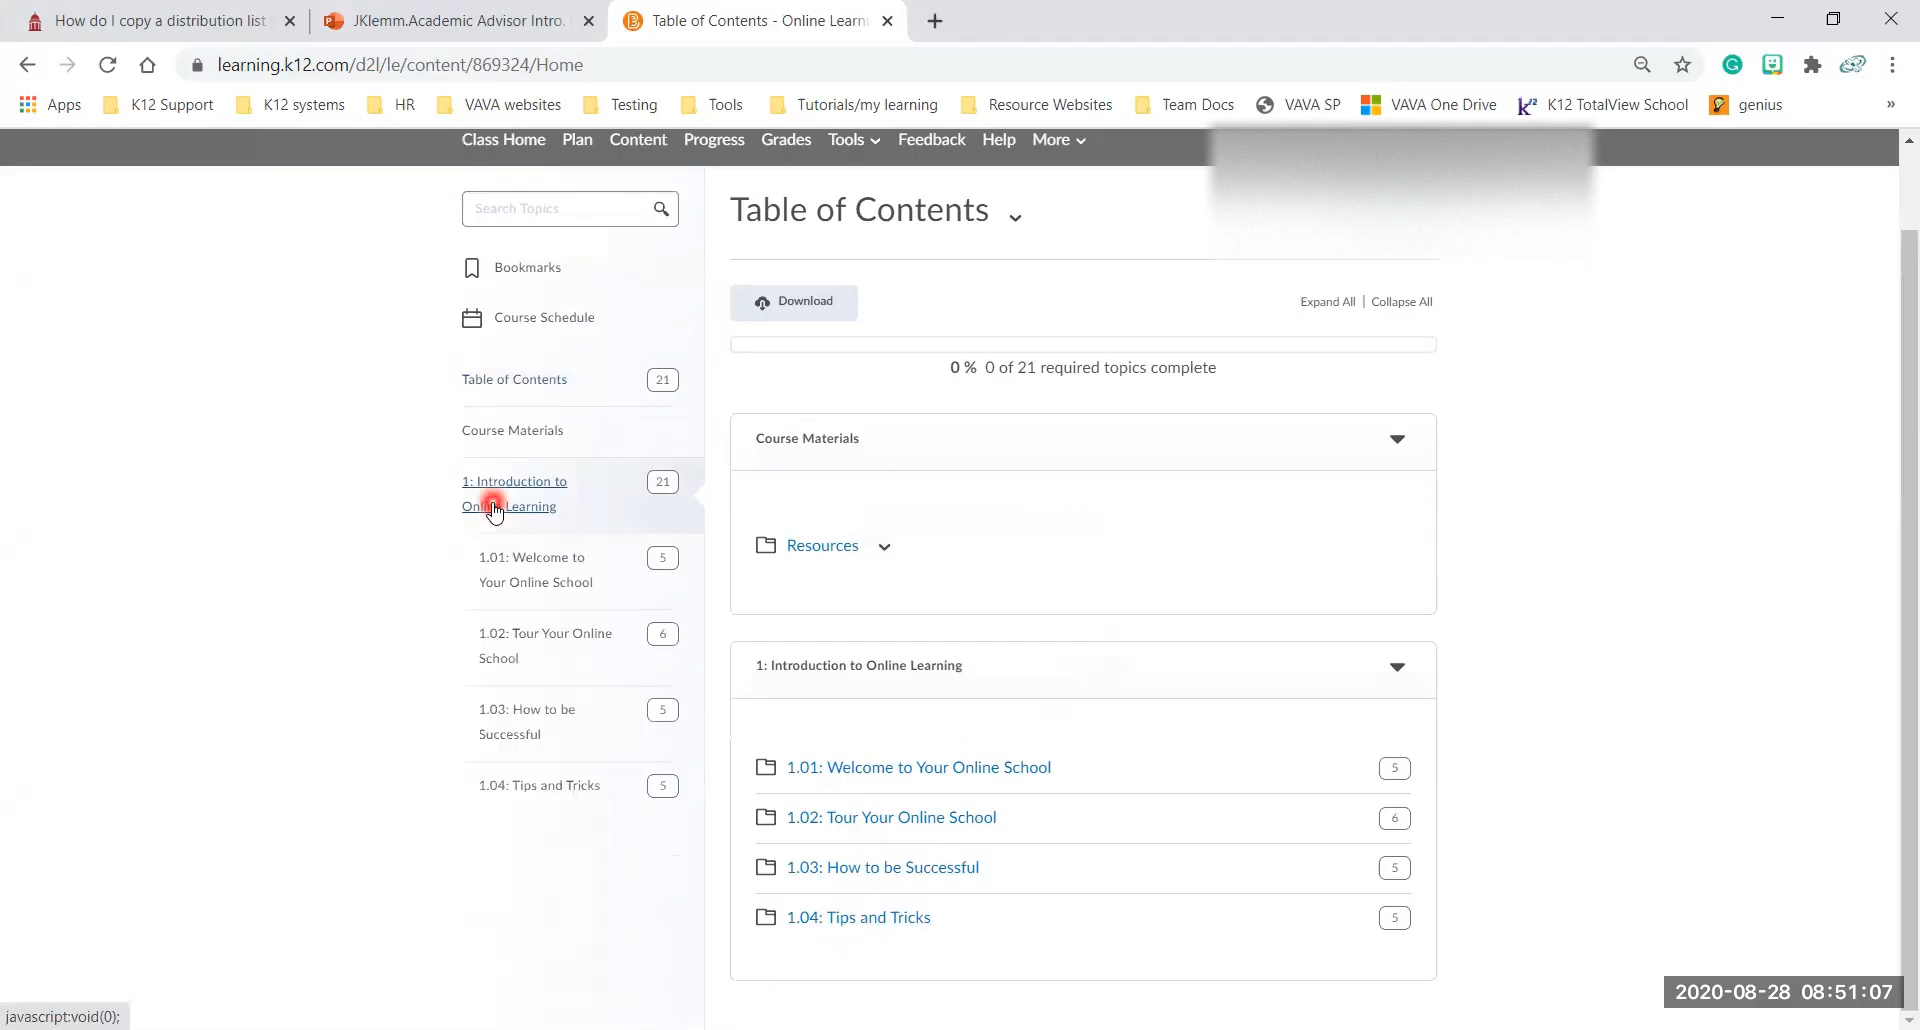 How do I copy a distribution list
JKlemm.Academic Advisor Intro.
Table of Contents - Online Learni
learning.k12.com/d2l/le/content/869324/Home
Apps K12 Support K12 systems HR VAVA websites Testing Tools Tutorials/my learning Resource Websites Team Docs VAVA SP VAVA One Drive K12 TotalView School genius »
Class Home Plan Content Progress Grades Tools Feedback Help More
Search Topics
Bookmarks
Course Schedule
Table of Contents 21
Course Materials
1: Introduction to 21
Online Learning
1.01: Welcome to 5
Your Online School
1.02: Tour Your Online 6
School
1.03: How to be 5
Successful
1.04: Tips and Tricks 5
Table of Contents
Download
Expand All | Collapse All
0 % 0 of 21 required topics complete
Course Materials
Resources
1: Introduction to Online Learning
1.01: Welcome to Your Online School 5
1.02: Tour Your Online School 6
1.03: How to be Successful 5
1.04: Tips and Tricks 5
2020-08-28 08:51:07
javascript:void(0);